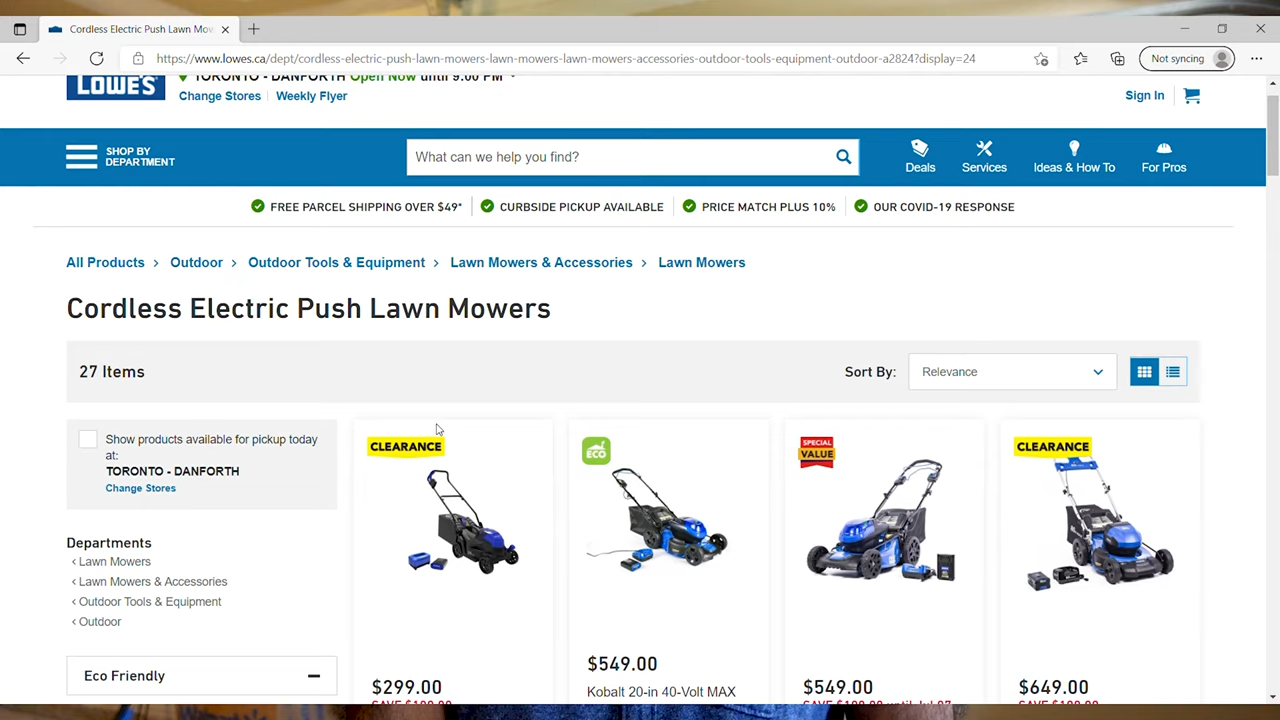 Cordless Electric Push Lawn Mow
https://www.lowes.ca/dept/cordless-electric-push-lawn-mowers-lawn-mowers-lawn-mowers-accessories-outdoor-tools-equipment-outdoor-a2824?display=24
Not syncing
LOWE'S
TORONTO - DANFORTH Open Now until 9:00 PM
Change Stores
Weekly Flyer
Sign In
SHOP BY
DEPARTMENT
What can we help you find?
Deals
Services
Ideas & How To
For Pros
FREE PARCEL SHIPPING OVER $49*
CURBSIDE PICKUP AVAILABLE
PRICE MATCH PLUS 10%
OUR COVID-19 RESPONSE
All Products > Outdoor > Outdoor Tools & Equipment > Lawn Mowers & Accessories > Lawn Mowers
Cordless Electric Push Lawn Mowers
27 Items
Sort By:
Relevance
Show products available for pickup today
at:
TORONTO - DANFORTH
Change Stores
Departments
‹ Lawn Mowers
‹ Lawn Mowers & Accessories
‹ Outdoor Tools & Equipment
‹ Outdoor
Eco Friendly
CLEARANCE
$299.00
SAVE $100.00
ECO
$549.00
Kobalt 20-in 40-Volt MAX
SPECIAL
VALUE
$549.00
SAVE $100.00 until Jul 07
CLEARANCE
$649.00
SAVE $100.00